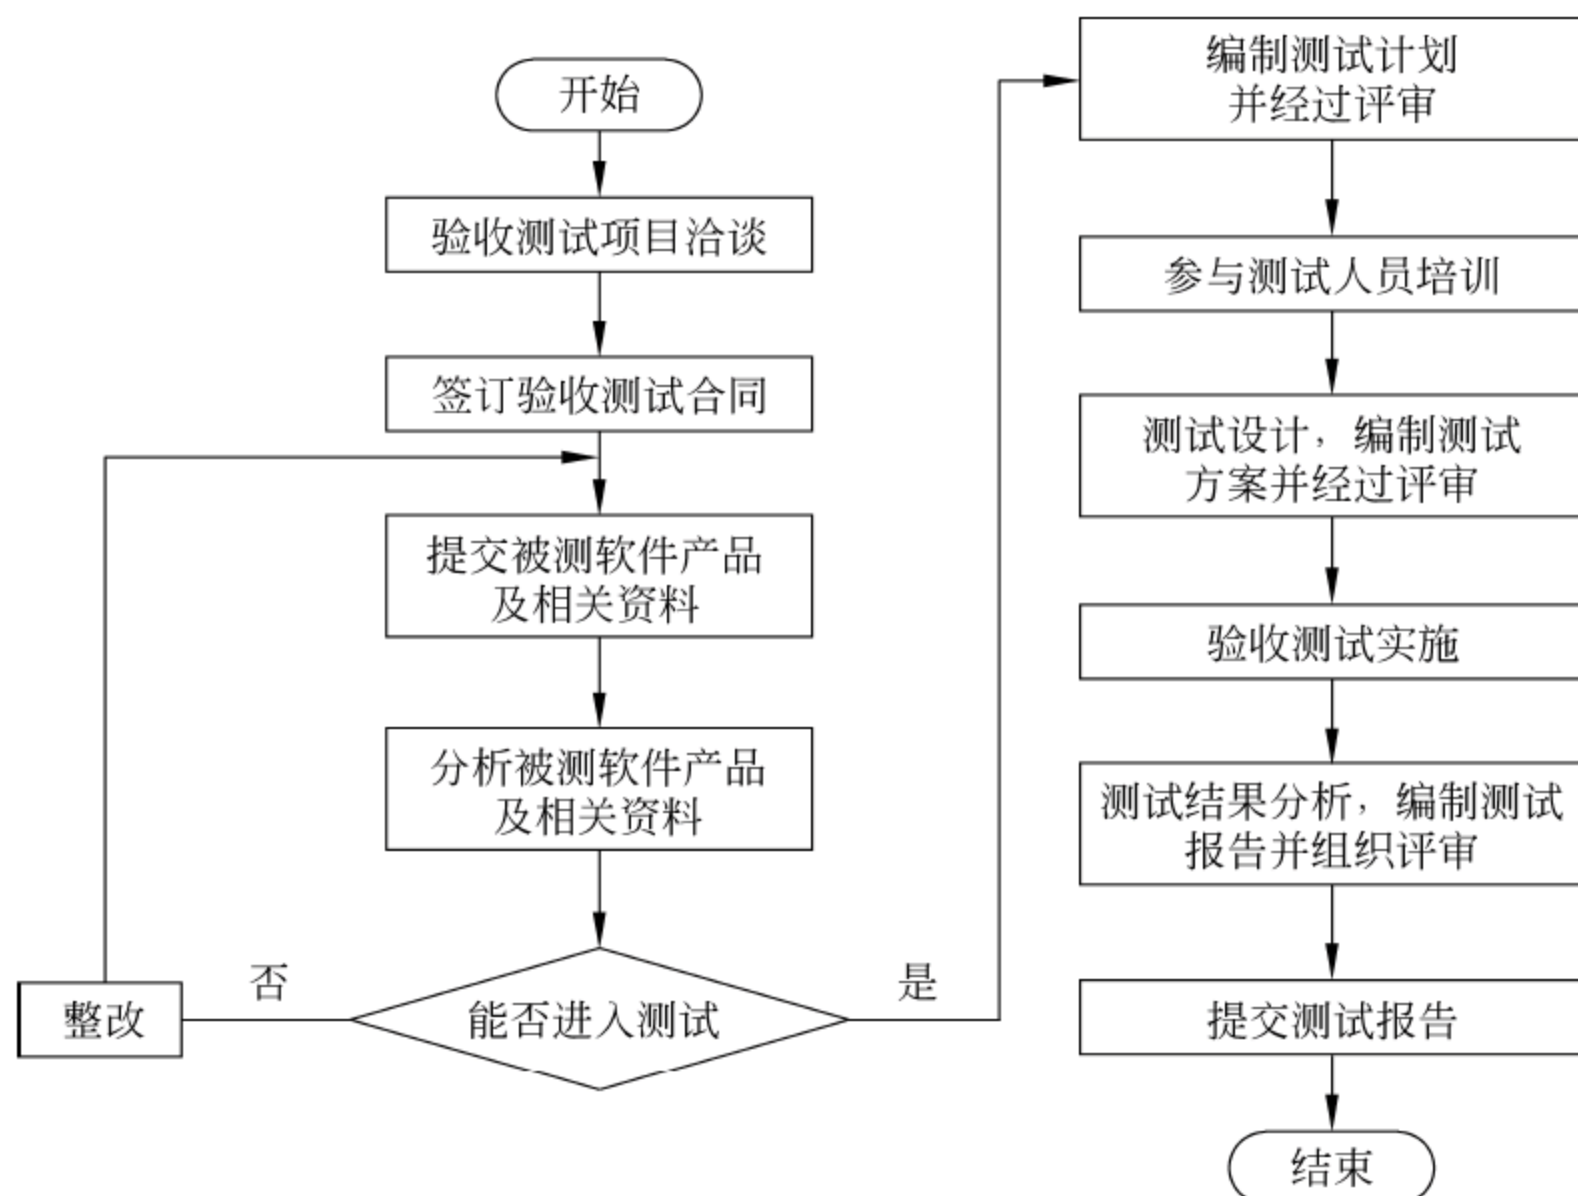 开始
验收测试项目洽谈
签订验收测试合同
提交被测软件产品
及相关资料
分析被测软件产品
及相关资料
能否进入测试
否
整改
是
编制测试计划
并经过评审
参与测试人员培训
测试设计，编制测试
方案并经过评审
验收测试实施
测试结果分析，编制测试
报告并组织评审
提交测试报告
结束